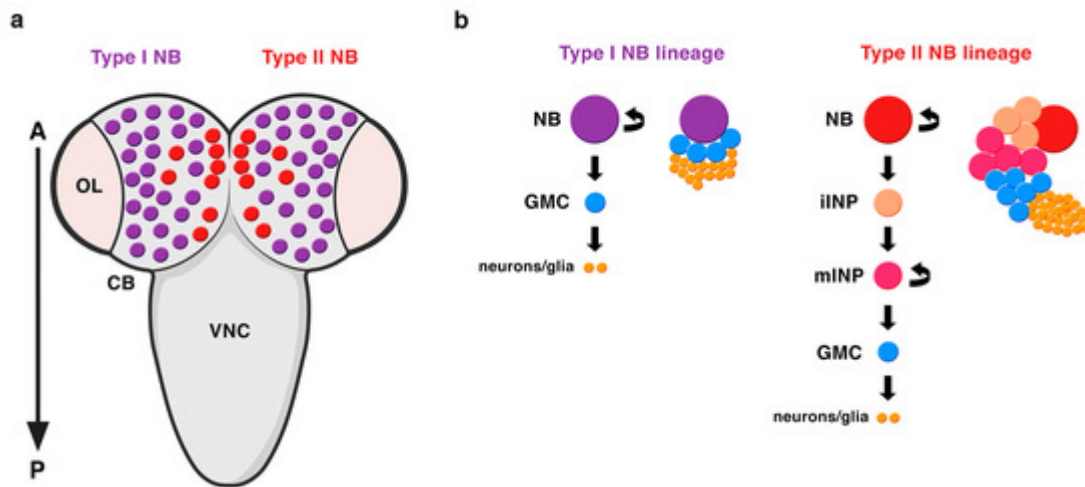 a
Type I NB
Type II NB
A
OL
CB
VNC
P
b
Type I NB lineage
NB
GMC
neurons/glia
Type II NB lineage
NB
iINP
mINP
GMC
neurons/glia